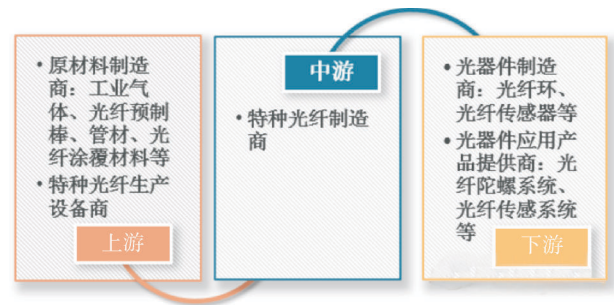 • 原材料制造
商：工业气
体、光纤预制
棒、管材、光
纤涂覆材料等
• 特种光纤生产
设备商
上游
中游
• 特种光纤制造
商
• 光器件制造
商：光纤环、
光纤传感器等
• 光器件应用产
品提供商：光
纤陀螺系统、
光纤传感系统
等
下游